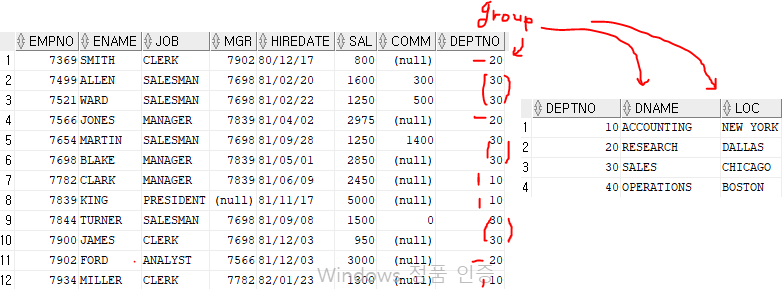 group
EMPNO ENAME JOB MGR HIREDATE SAL COMM DEPTNO
1 7369 SMITH CLERK 7902 80/12/17 800 (null) 20
2 7499 ALLEN SALESMAN 7698 81/02/20 1600 300 30
3 7521 WARD SALESMAN 7698 81/02/22 1250 500 30
4 7566 JONES MANAGER 7839 81/04/02 2975 (null) 20
5 7654 MARTIN SALESMAN 7698 81/09/28 1250 1400 30
6 7698 BLAKE MANAGER 7839 81/05/01 2850 (null) 30
7 7782 CLARK MANAGER 7839 81/06/09 2450 (null) 10
8 7839 KING PRESIDENT (null) 81/11/17 5000 (null) 10
9 7844 TURNER SALESMAN 7698 81/09/08 1500 0 30
10 7900 JAMES CLERK 7698 81/12/03 950 (null) 30
11 7902 FORD ANALYST 7566 81/12/03 3000 (null) 20
12 7934 MILLER CLERK 7782 82/01/23 1300 (null) 10
DEPTNO DNAME LOC
1 10 ACCOUNTING NEW YORK
2 20 RESEARCH DALLAS
3 30 SALES CHICAGO
4 40 OPERATIONS BOSTON
Windows 정품 인증